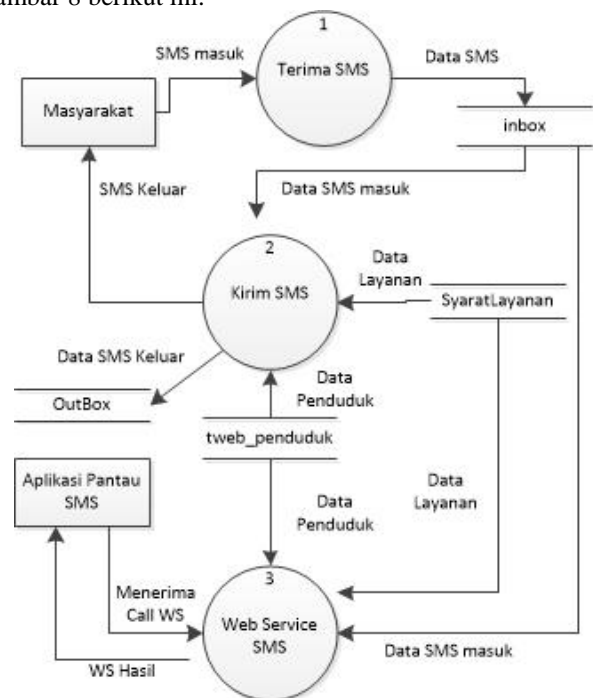 ambar 8 berikut ini.
1
SMS masuk
Terima SMS
Data SMS
Masyarakat
inbox
SMS Keluar
Data SMS masuk
2
Kirim SMS
Data
Layanan
SyaratLayanan
Data SMS Keluar
OutBox
Data
Penduduk
tweb_penduduk
Aplikasi Pantau
SMS
Data
Penduduk
Data
Layanan
3
Menerima
Call WS
Web Service
SMS
WS Hasil
Data SMS masuk